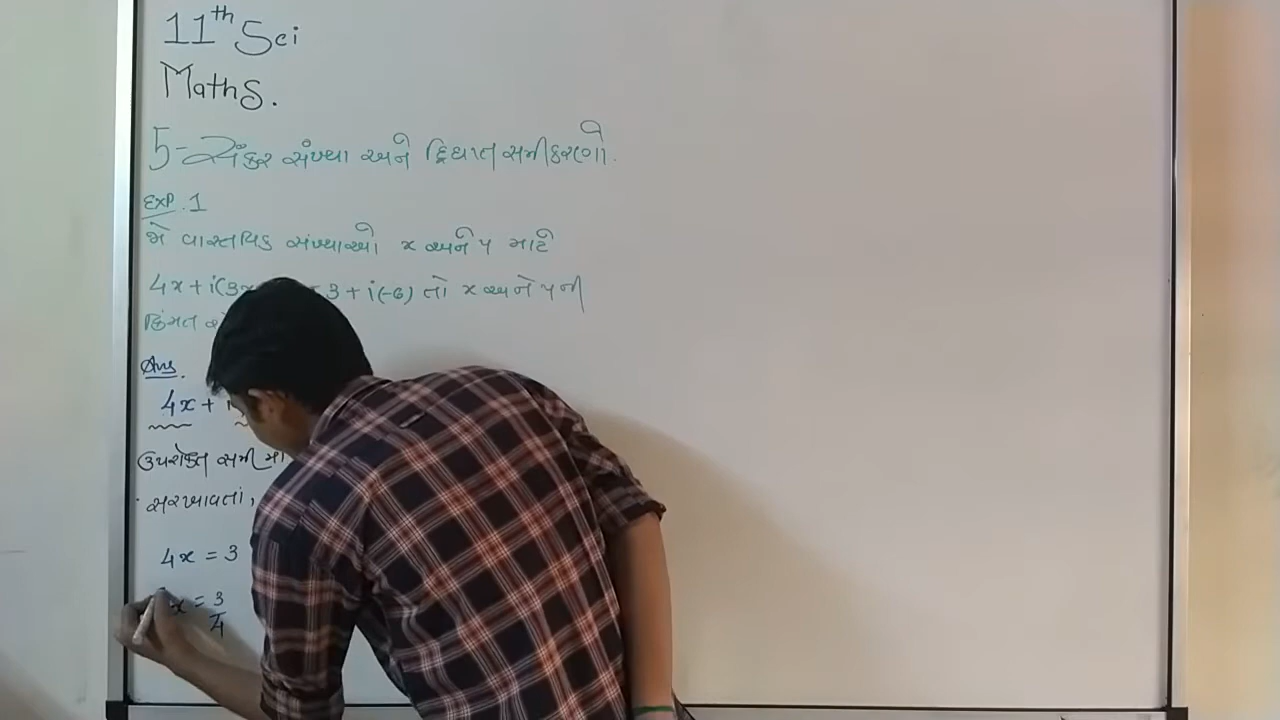 11th Sci
Maths.
5- સંકર સંખ્યા અને દ્વિઘાત સમીકરણો.
Exp. 1
જો વાસ્તવિક સંખ્યાઓ x અને y માટે
4x + i(3x = 3 + i(-6) તો x અને y ની
કિંમત
Ans.
4x + i
ઉપરોક્ત સમી
સરખાવતાં,
4x = 3
x = 3/4